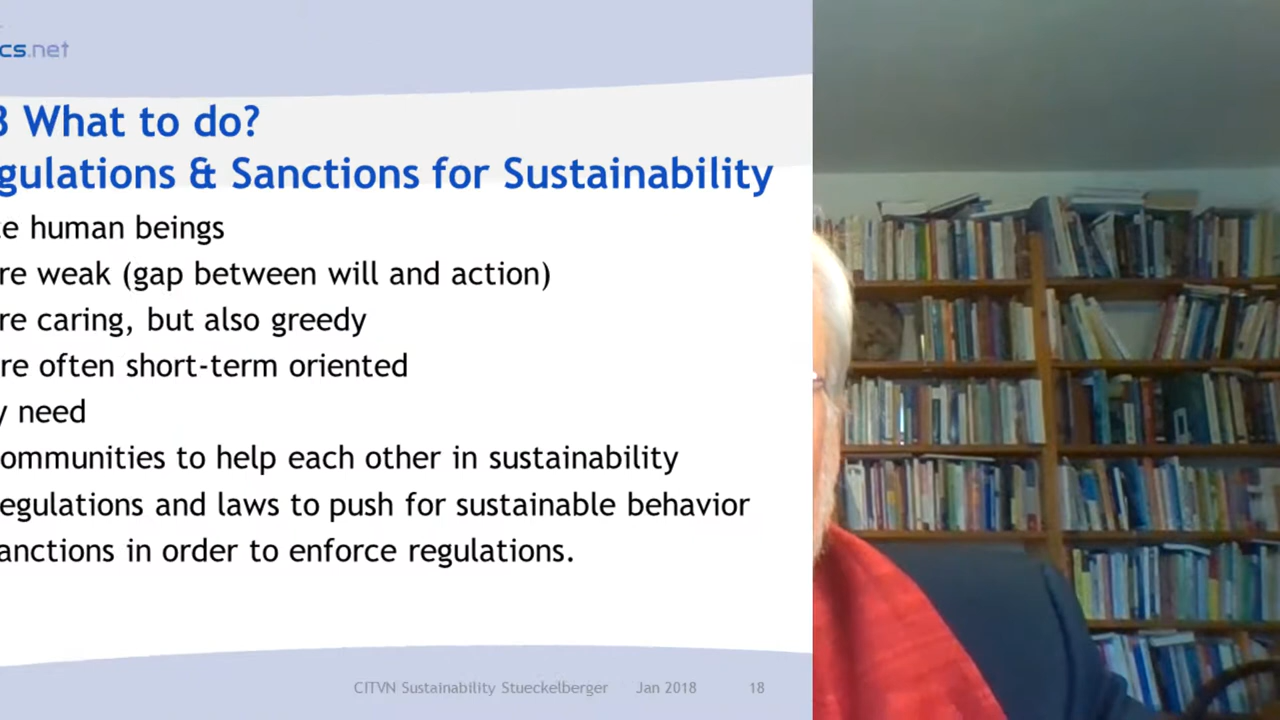 cs.net
3 What to do?
gulations & Sanctions for Sustainability
e human beings
re weak (gap between will and action)
re caring, but also greedy
re often short-term oriented
y need
ommunities to help each other in sustainability
egulations and laws to push for sustainable behavior
anctions in order to enforce regulations.
CITVN Sustainability Stueckelberger Jan 2018 18